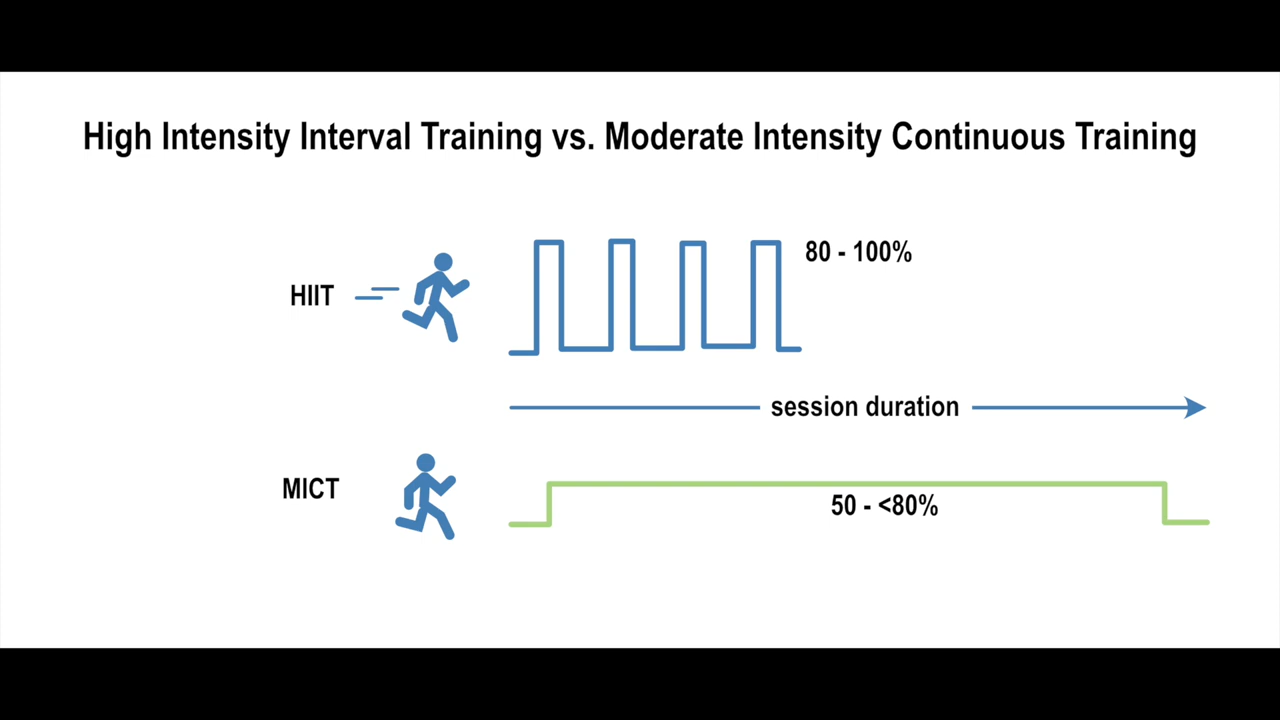 High Intensity Interval Training vs. Moderate Intensity Continuous Training
HIIT
80 - 100%
session duration
MICT
50 - <80%